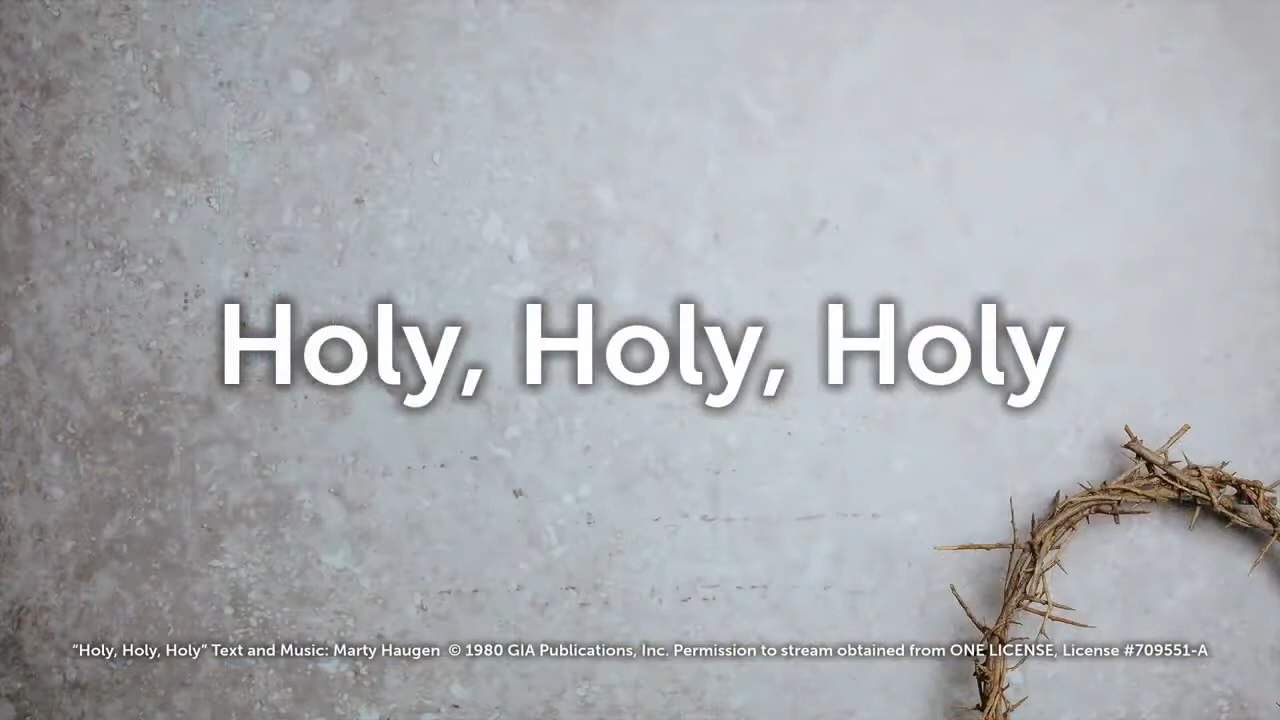 Holy, Holy, Holy
“Holy, Holy, Holy” Text and Music: Marty Haugen © 1980 GIA Publications, Inc. Permission to stream obtained from ONE LICENSE, License #709551-A